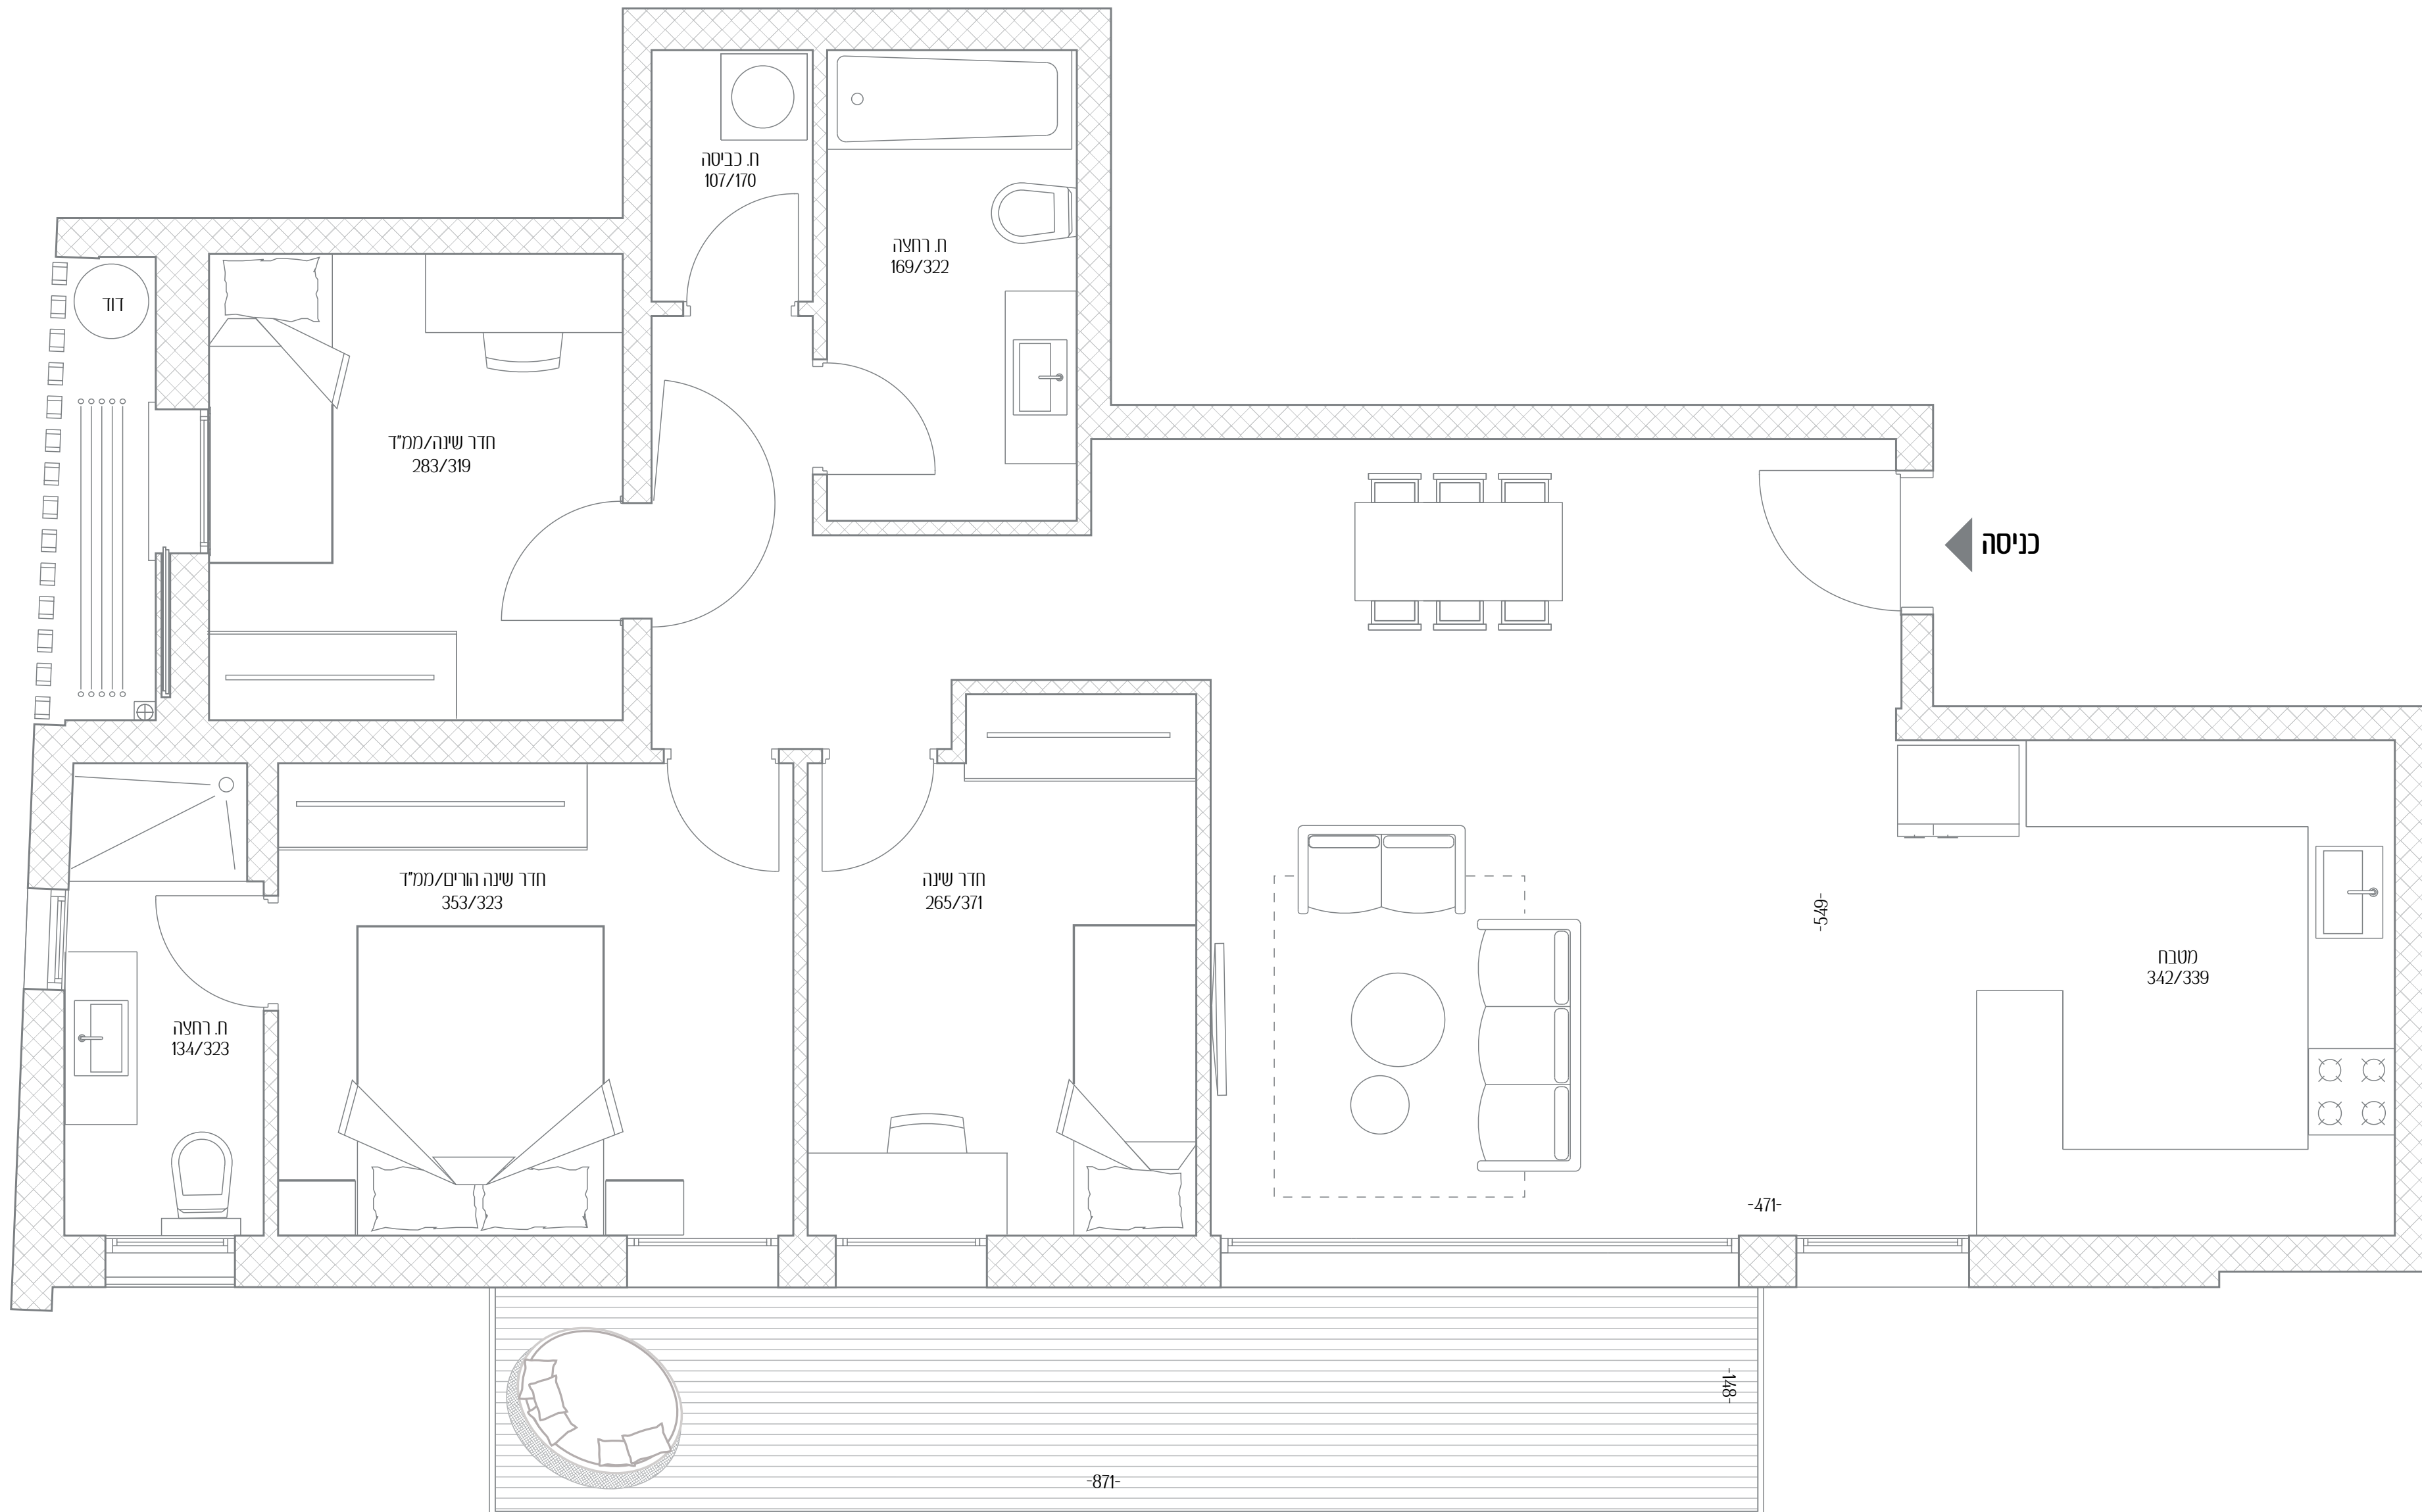 ח. כביסה
107/170
ח. רחצה
169/322
דוד
חדר שינה/ממ"ד
283/319
כניסה
חדר שינה הורים/ממ"ד
353/323
חדר שינה
265/371
-549-
מטבח
342/339
ח. רחצה
134/323
-471-
-148-
-871-